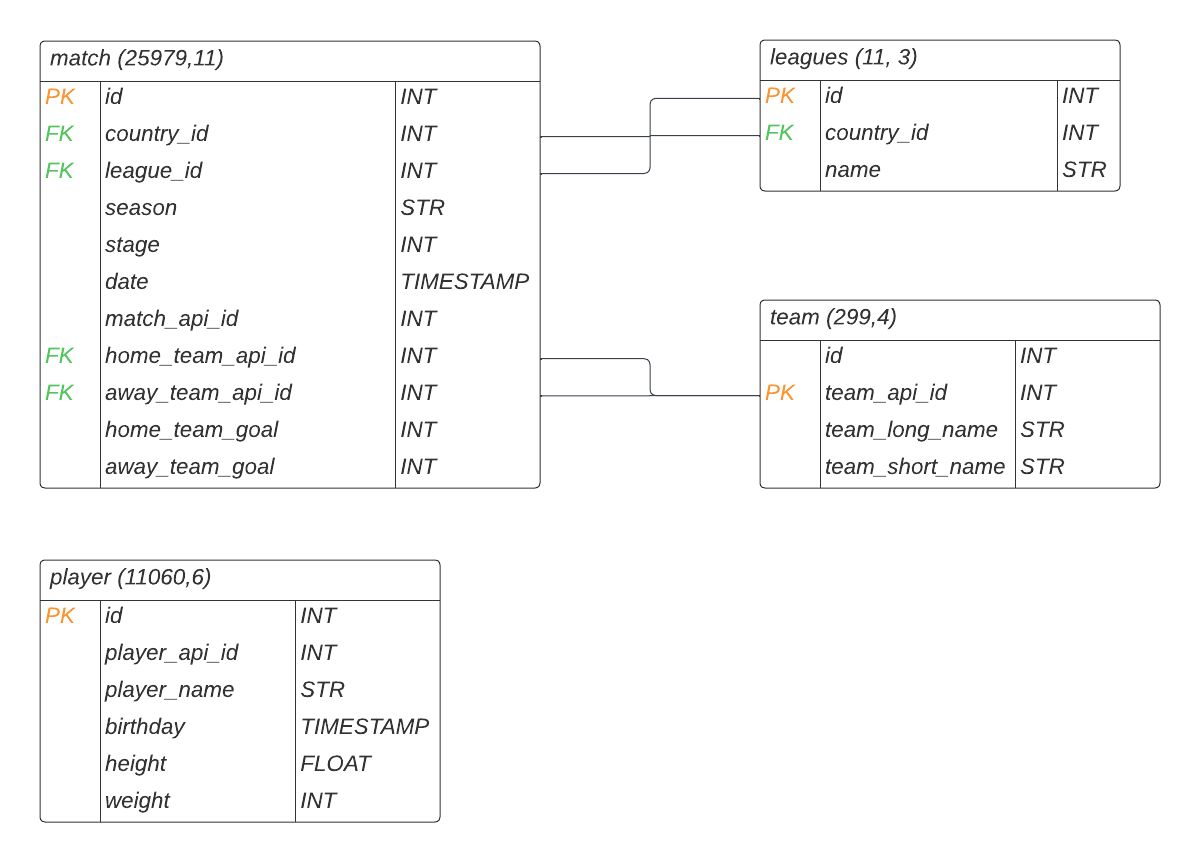 match (25979,11)
PK id INT
FK country_id INT
FK league_id INT
season STR
stage INT
date TIMESTAMP
match_api_id INT
FK home_team_api_id INT
FK away_team_api_id INT
home_team_goal INT
away_team_goal INT
leagues (11, 3)
PK id INT
FK country_id INT
name STR
team (299,4)
id INT
PK team_api_id INT
team_long_name STR
team_short_name STR
player (11060,6)
PK id INT
player_api_id INT
player_name STR
birthday TIMESTAMP
height FLOAT
weight INT